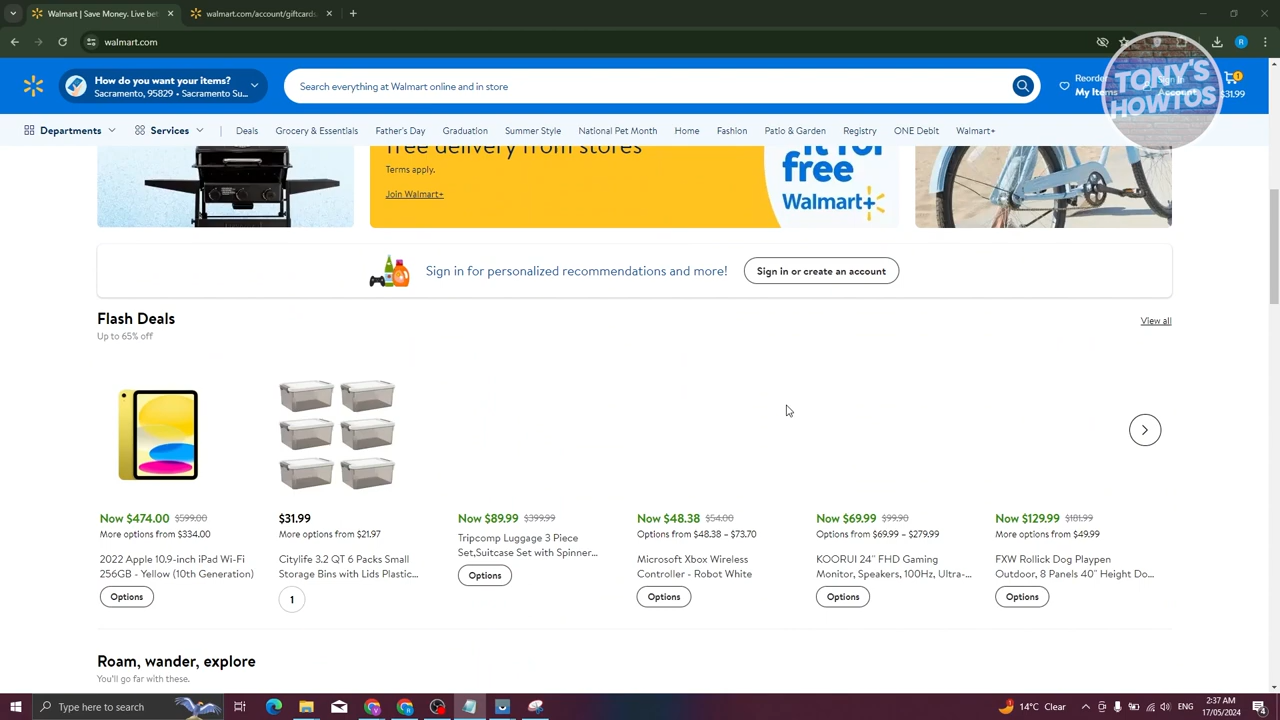 Walmart | Save Money. Live bet
walmart.com/account/giftcards
walmart.com
How do you want your items?
Sacramento, 95829 • Sacramento Su...
Search everything at Walmart online and in store
Reorder
My Items
Sign In
Account
1
$31.99
TONY'S
HOWTOS
Departments
Services
Deals
Grocery & Essentials
Father's Day
Graduation
Summer Style
National Pet Month
Home
Fashion
Patio & Garden
Registry
ONE Debit
Walmart+
free delivery from stores
Terms apply.
Join Walmart+
it for
free
Walmart+
Sign in for personalized recommendations and more!
Sign in or create an account
Flash Deals
View all
Up to 65% off
Now $474.00 $599.00
More options from $334.00
2022 Apple 10.9-inch iPad Wi-Fi
256GB - Yellow (10th Generation)
Options
$31.99
More options from $21.97
Citylife 3.2 QT 6 Packs Small
Storage Bins with Lids Plastic...
1
Now $89.99 $399.99
Tripcomp Luggage 3 Piece
Set,Suitcase Set with Spinner...
Options
Now $48.38 $54.00
Options from $48.38 – $73.70
Microsoft Xbox Wireless
Controller - Robot White
Options
Now $69.99 $99.90
Options from $69.99 – $279.99
KOORUI 24" FHD Gaming
Monitor, Speakers, 100Hz, Ultra-...
Options
Now $129.99 $181.99
More options from $49.99
FXW Rollick Dog Playpen
Outdoor, 8 Panels 40" Height Do...
Options
Roam, wander, explore
You'll go far with these.
Type here to search
14°C Clear
ENG
2:37 AM
17/05/2024